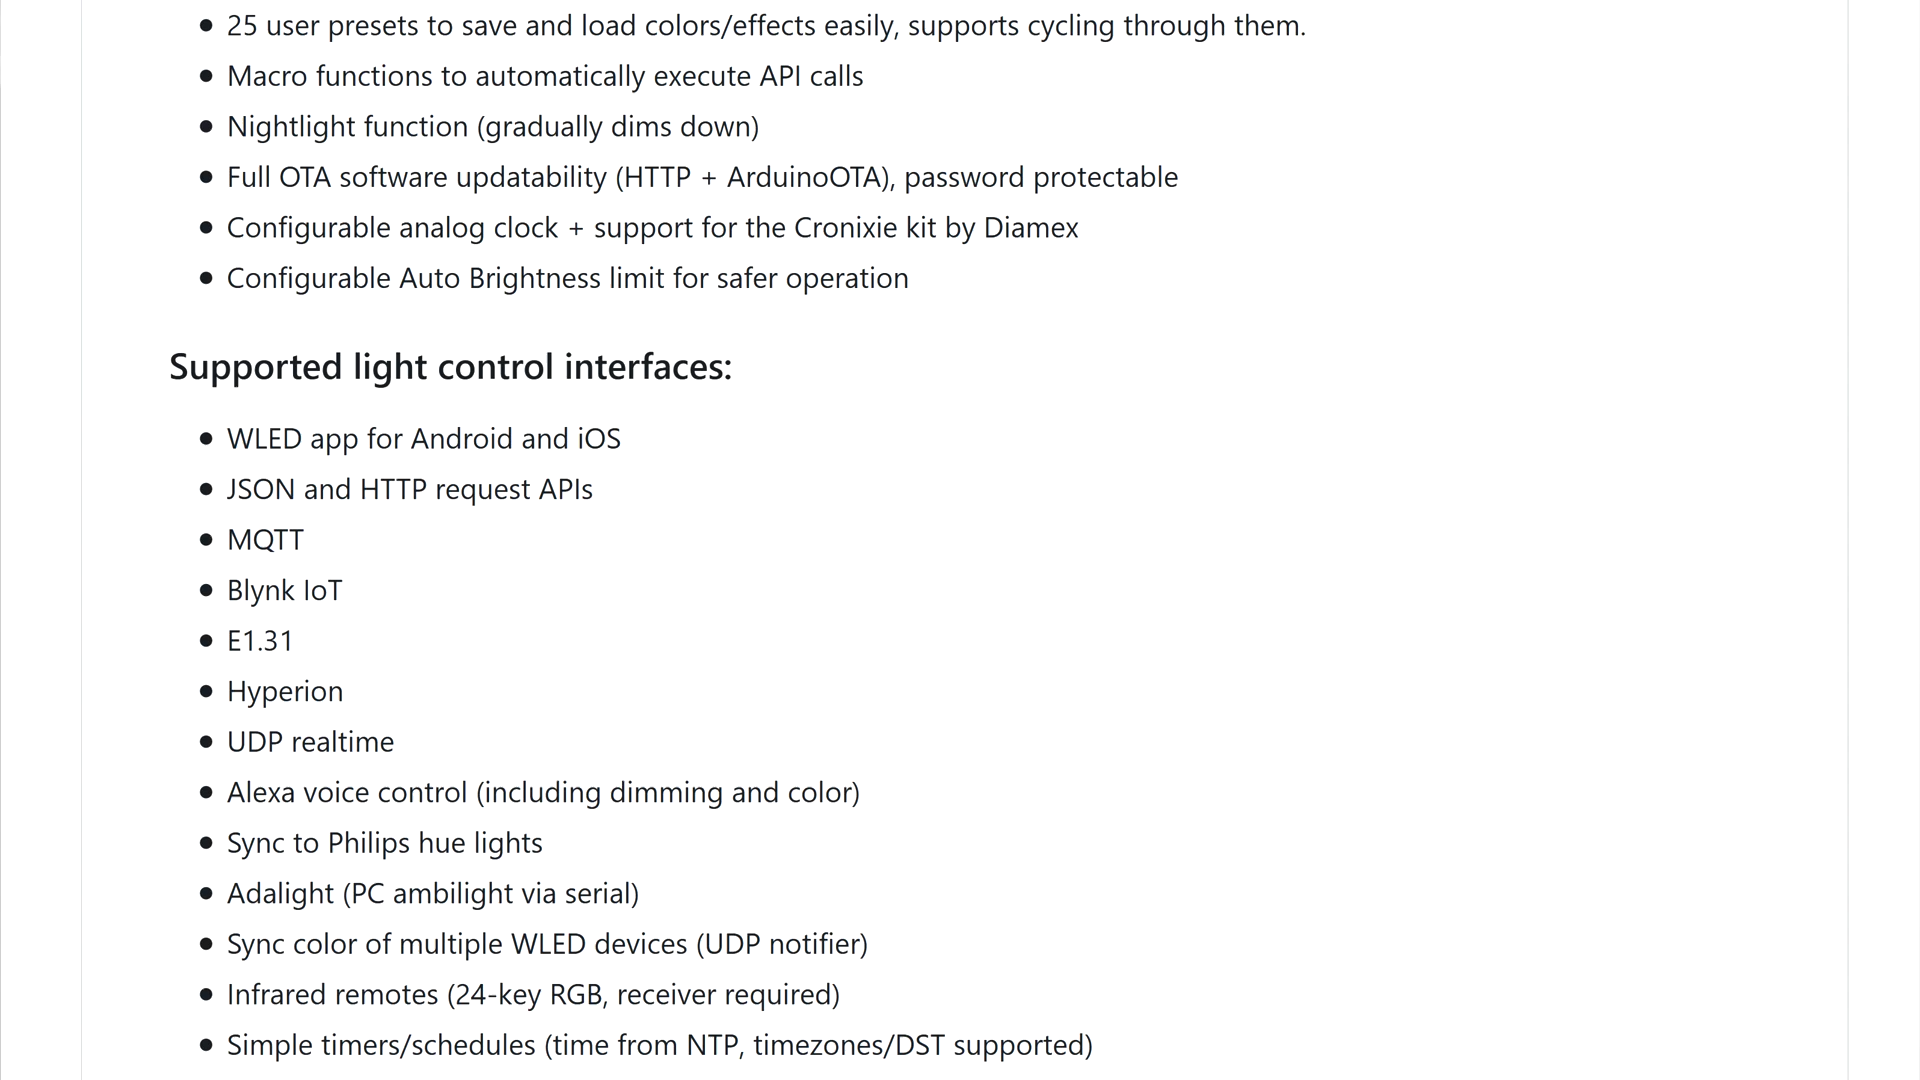 • 25 user presets to save and load colors/effects easily, supports cycling through them.
• Macro functions to automatically execute API calls
• Nightlight function (gradually dims down)
• Full OTA software updatability (HTTP + ArduinoOTA), password protectable
• Configurable analog clock + support for the Cronixie kit by Diamex
• Configurable Auto Brightness limit for safer operation
Supported light control interfaces:
• WLED app for Android and iOS
• JSON and HTTP request APIs
• MQTT
• Blynk IoT
• E1.31
• Hyperion
• UDP realtime
• Alexa voice control (including dimming and color)
• Sync to Philips hue lights
• Adalight (PC ambilight via serial)
• Sync color of multiple WLED devices (UDP notifier)
• Infrared remotes (24-key RGB, receiver required)
• Simple timers/schedules (time from NTP, timezones/DST supported)